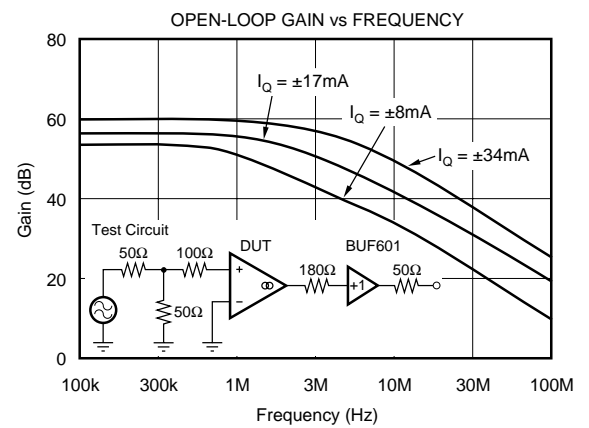 OPEN-LOOP GAIN vs FREQUENCY
80
60
40
20
0
Gain (dB)
I_Q = ±17mA
I_Q = ±8mA
I_Q = ±34mA
Test Circuit
50Ω
100Ω
50Ω
DUT
+
–
180Ω
BUF601
+1
50Ω
100k 300k 1M 3M 10M 30M 100M
Frequency (Hz)